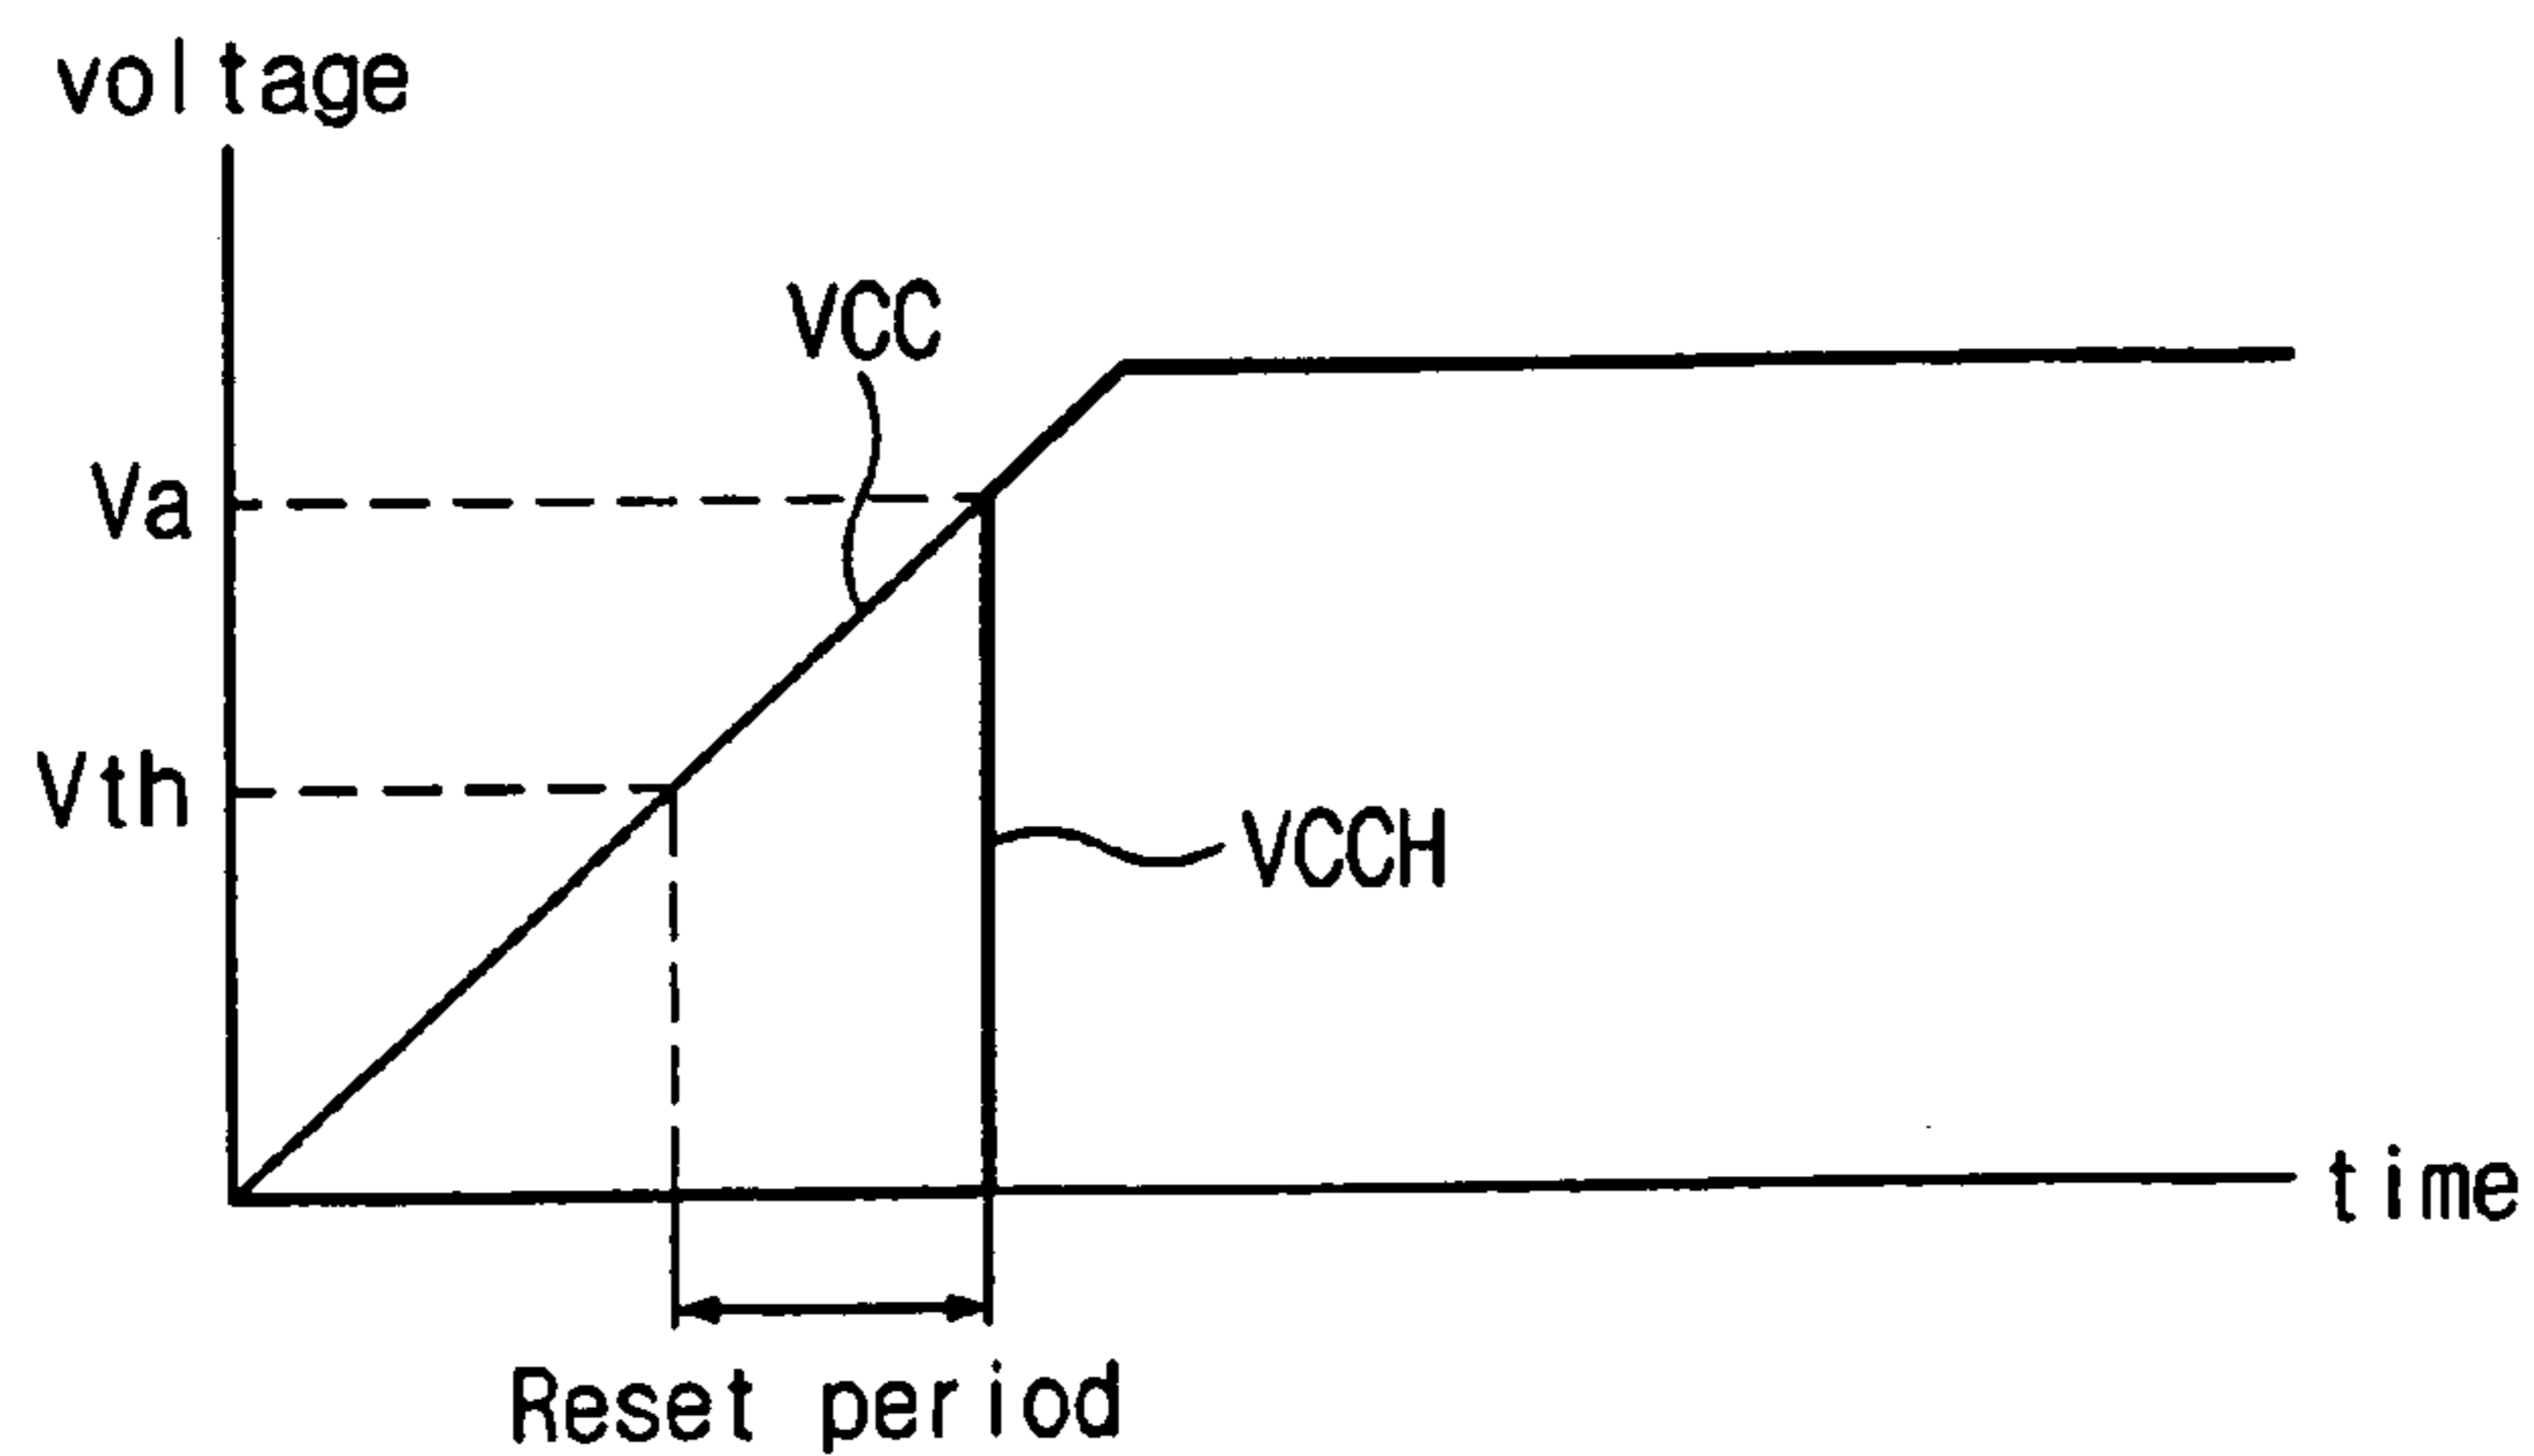 voltage
VCC
Va
Vth
VCCH
time
Reset period